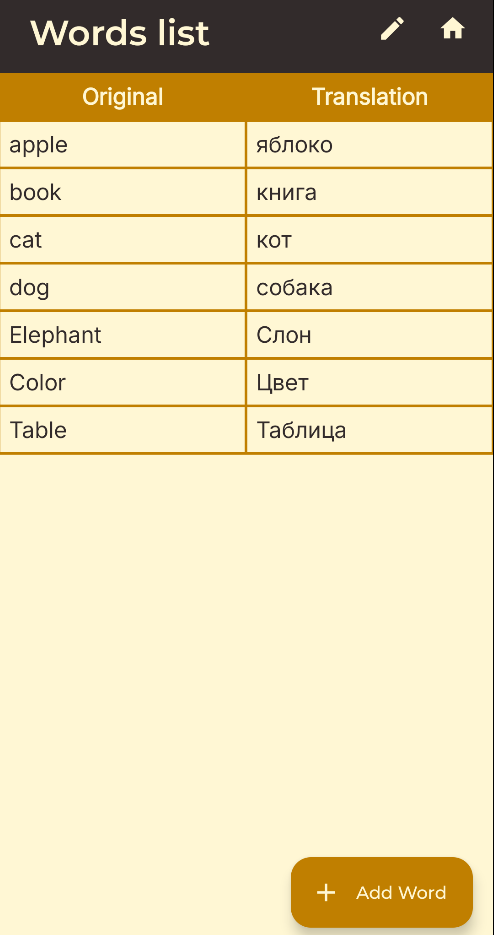 Words list
Original Translation
apple яблоко
book книга
cat кот
dog собака
Elephant Слон
Color Цвет
Table Таблица
Add Word